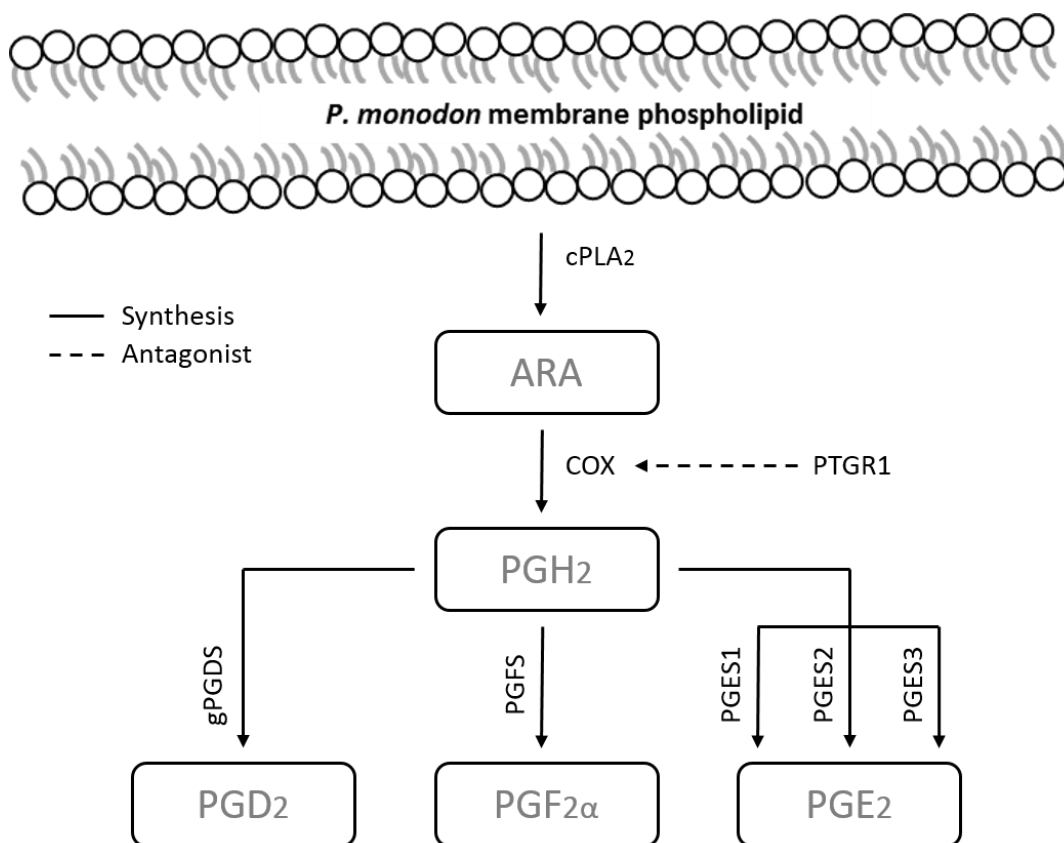 P. monodon membrane phospholipid
cPLA2
Synthesis
Antagonist
ARA
COX
PTGR1
PGH2
gPGDS
PGFS
PGES1
PGES2
PGES3
PGD2
PGF2α
PGE2